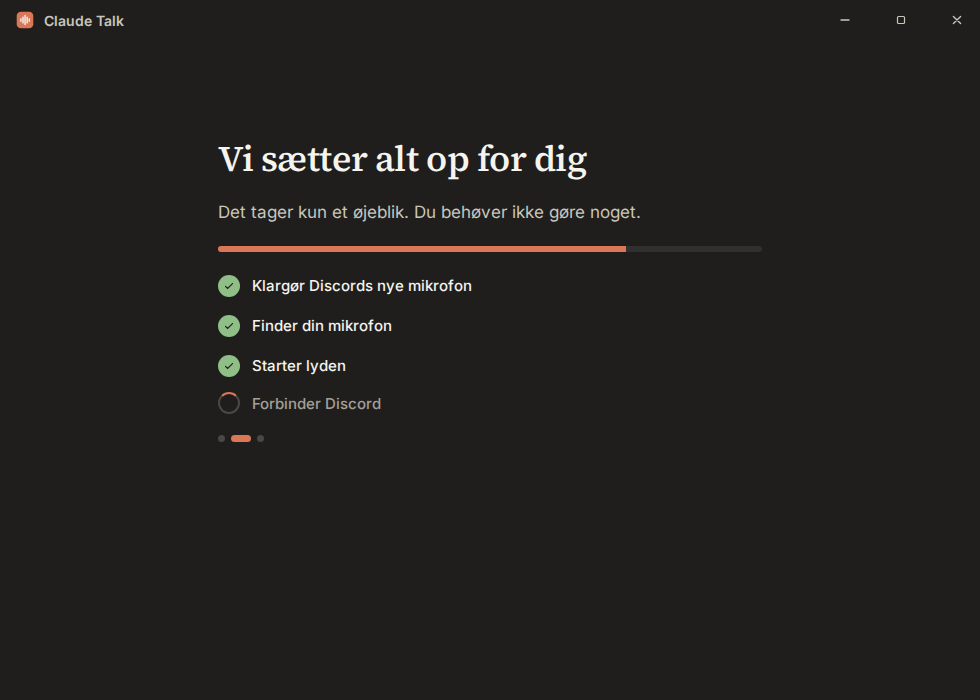 Claude Talk
Vi sætter alt op for dig
Det tager kun et øjeblik. Du behøver ikke gøre noget.
Klargør Discords nye mikrofon
Finder din mikrofon
Starter lyden
Forbinder Discord